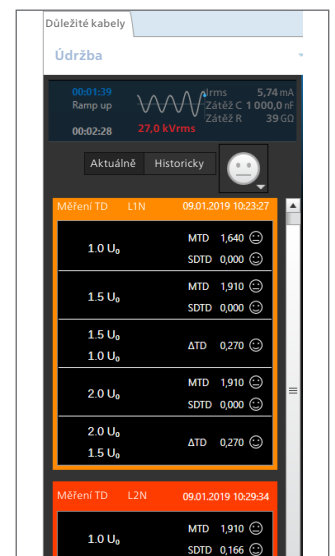 Důležité kabely
Údržba
00:01:39
Ramp up
00:02:28
27,0 kVrms
Irms 5,74 mA
Zátěž C 1 000,0 nF
Zátěž R 39 GΩ
Aktuálně Historicky
Měření TD L1N 09.01.2019 10:23:27
1.0 U₀
MTD 1,640
SDTD 0,000
1.5 U₀
MTD 1,910
SDTD 0,000
1.5 U₀
1.0 U₀
ΔTD 0,270
2.0 U₀
MTD 1,910
SDTD 0,000
2.0 U₀
1.5 U₀
ΔTD 0,270
Měření TD L2N 09.01.2019 10:29:34
1.0 U₀
MTD 1,910
SDTD 0,166